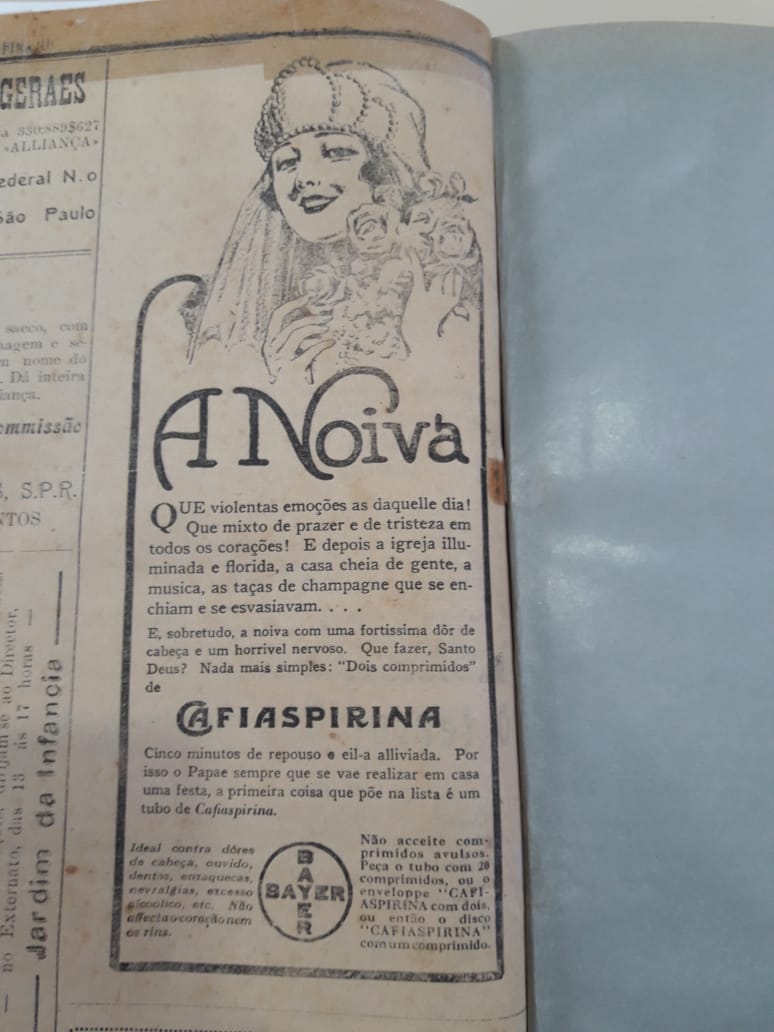 GERAES
350:889$627
«ALLIANÇA»
ederal N.o
São Paulo
sacco, com
nagem e se-
nome do
Dá inteira
iança.
ommissão
S.P.R.
NTOS
no Externato, das 13 ás 17 horas —
— Jardim da Infancia —
A NOIVA
QUE violentas emoções as daquelle dia!
Que mixto de prazer e de tristeza em
todos os corações! E depois a igreja illu-
minada e florida, a casa cheia de gente, a
musica, as taças de champagne que se en-
chiam e se esvasiavam. . . .
E, sobretudo, a noiva com uma fortissima dôr de
cabeça e um horrivel nervoso. Que fazer, Santo
Deus? Nada mais simples: "Dois comprimidos"
de
CAFIASPIRINA
Cinco minutos de repouso e eil-a alliviada. Por
isso o Papae sempre que se vae realizar em casa
uma festa, a primeira coisa que põe na lista é um
tubo de Cafiaspirina.
Ideal contra dôres
de cabeça, ouvido,
dentes, enxaquecas,
nevralgias, excesso
alcoolico, etc. Não
affecta o coração nem
os rins.
BAYER
BAYER
Não acceite com-
primidos avulsos.
Peça o tubo com 20
comprimidos, ou o
enveloppe "CAFI-
ASPIRINA com dois,
ou então o disco
"CAFIASPIRINA"
com um comprimido.